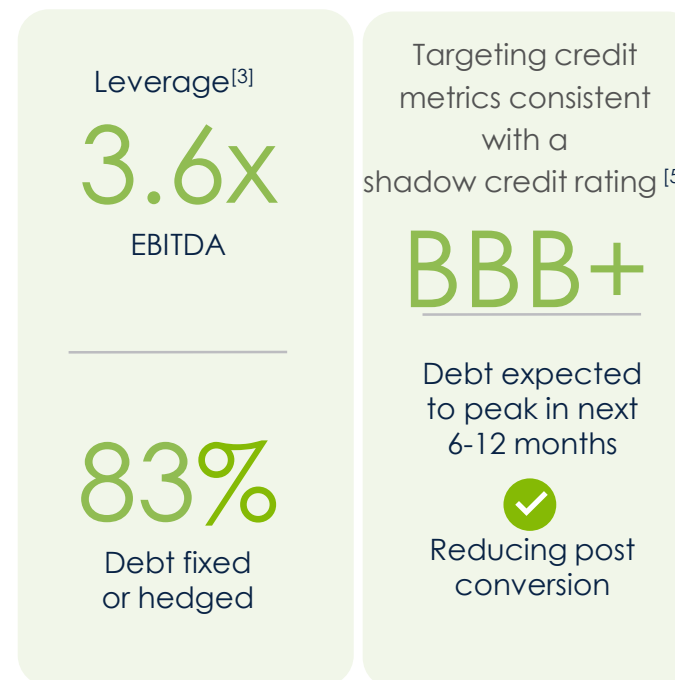 Leverage[3]
3.6x
EBITDA
83%
Debt fixed
or hedged
Targeting credit
metrics consistent
with a
shadow credit rating
BBB+
Debt expected
to peak in next
6-12 months
Reducing post
conversion